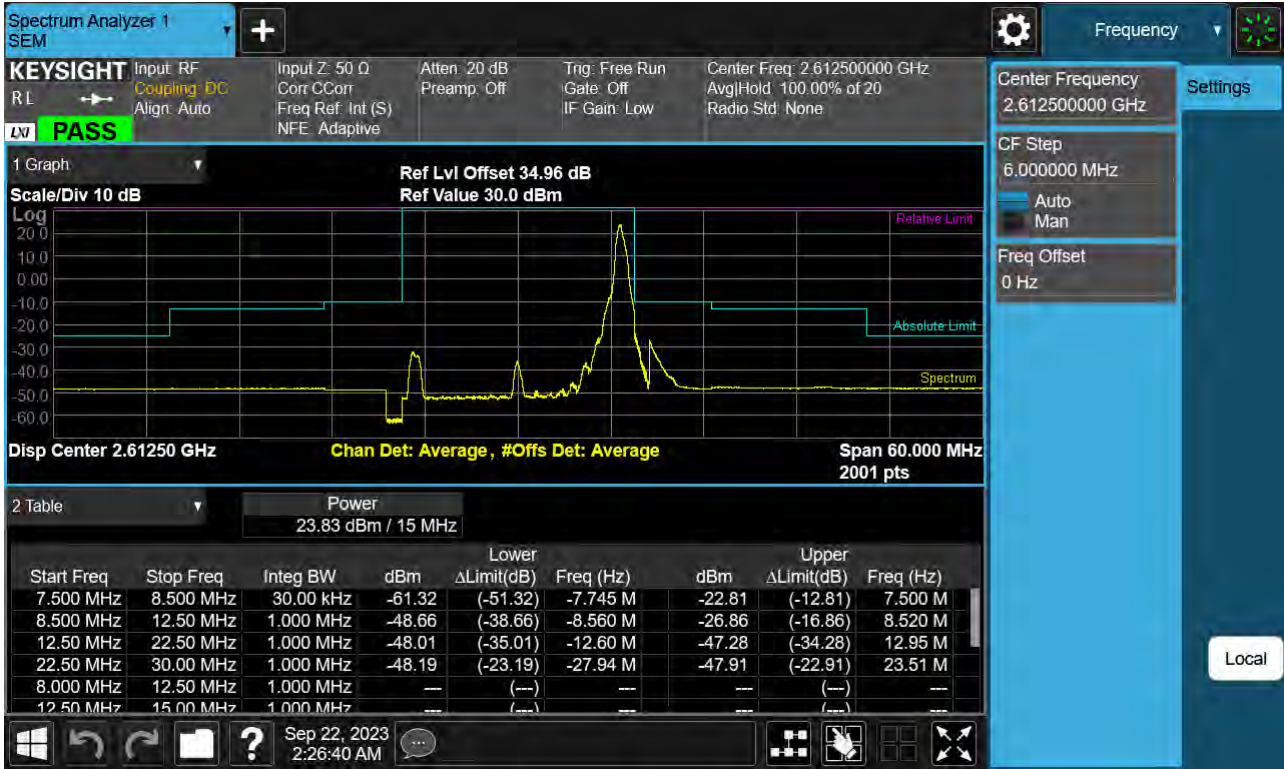 Spectrum Analyzer 1
SEM
Frequency
KEYSIGHT
R L
LXI
PASS
Input: RF
Coupling: DC
Align: Auto
Input Z: 50 Ω
Corr CCorr
Freq Ref: Int (S)
NFE: Adaptive
Atten: 20 dB
Preamp: Off
Trig: Free Run
Gate: Off
IF Gain: Low
Center Freq: 2.612500000 GHz
Avg|Hold: 100.00% of 20
Radio Std: None
Center Frequency
2.612500000 GHz
Settings
CF Step
6.000000 MHz
Auto
Man
Freq Offset
0 Hz
Local
1 Graph
Scale/Div 10 dB
Ref Lvl Offset 34.96 dB
Ref Value 30.0 dBm
Log
20.0
10.0
0.00
-10.0
-20.0
-30.0
-40.0
-50.0
-60.0
Relative Limit
Absolute Limit
Spectrum
Disp Center 2.61250 GHz
Chan Det: Average, #Offs Det: Average
Span 60.000 MHz
2001 pts
2 Table
Power
23.83 dBm / 15 MHz
Lower Upper
Start Freq Stop Freq Integ BW dBm ΔLimit(dB) Freq (Hz) dBm ΔLimit(dB) Freq (Hz)
7.500 MHz 8.500 MHz 30.00 kHz -61.32 (-51.32) -7.745 M -22.81 (-12.81) 7.500 M
8.500 MHz 12.50 MHz 1.000 MHz -48.66 (-38.66) -8.560 M -26.86 (-16.86) 8.520 M
12.50 MHz 22.50 MHz 1.000 MHz -48.01 (-35.01) -12.60 M -47.28 (-34.28) 12.95 M
22.50 MHz 30.00 MHz 1.000 MHz -48.19 (-23.19) -27.94 M -47.91 (-22.91) 23.51 M
8.000 MHz 12.50 MHz 1.000 MHz --- (---) --- --- (---) ---
12.50 MHz 15.00 MHz 1.000 MHz --- (---) --- --- (---) ---
Sep 22, 2023
2:26:40 AM